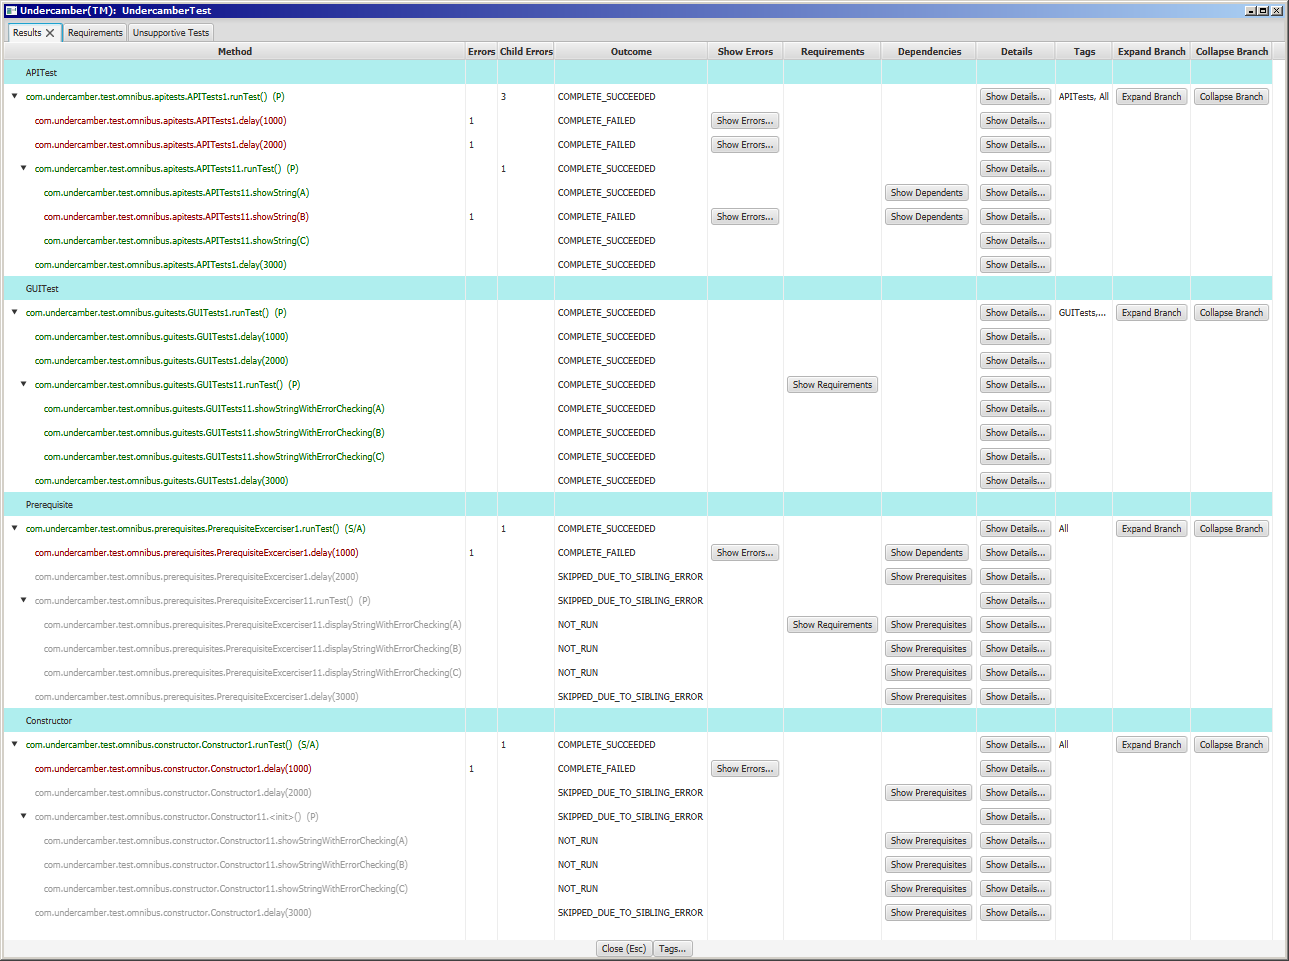 Undercamber(TM):  UndercamberTest
Results Requirements Unsupportive Tests
Method Errors Child Errors Outcome Show Errors Requirements Dependencies Details Tags Expand Branch Collapse Branch
APITest
com.undercamber.test.omnibus.apitests.APITests1.runTest()  (P) 3 COMPLETE_SUCCEEDED Show Details... APITests, All Expand Branch Collapse Branch
com.undercamber.test.omnibus.apitests.APITests1.delay(1000) 1 COMPLETE_FAILED Show Errors... Show Details...
com.undercamber.test.omnibus.apitests.APITests1.delay(2000) 1 COMPLETE_FAILED Show Errors... Show Details...
com.undercamber.test.omnibus.apitests.APITests11.runTest()  (P) 1 COMPLETE_SUCCEEDED Show Details...
com.undercamber.test.omnibus.apitests.APITests11.showString(A) COMPLETE_SUCCEEDED Show Dependents Show Details...
com.undercamber.test.omnibus.apitests.APITests11.showString(B) 1 COMPLETE_FAILED Show Errors... Show Dependents Show Details...
com.undercamber.test.omnibus.apitests.APITests11.showString(C) COMPLETE_SUCCEEDED Show Details...
com.undercamber.test.omnibus.apitests.APITests1.delay(3000) COMPLETE_SUCCEEDED Show Details...
GUITest
com.undercamber.test.omnibus.guitests.GUITests1.runTest()  (P) COMPLETE_SUCCEEDED Show Details... GUITests,... Expand Branch Collapse Branch
com.undercamber.test.omnibus.guitests.GUITests1.delay(1000) COMPLETE_SUCCEEDED Show Details...
com.undercamber.test.omnibus.guitests.GUITests1.delay(2000) COMPLETE_SUCCEEDED Show Details...
com.undercamber.test.omnibus.guitests.GUITests11.runTest()  (P) COMPLETE_SUCCEEDED Show Requirements Show Details...
com.undercamber.test.omnibus.guitests.GUITests11.showStringWithErrorChecking(A) COMPLETE_SUCCEEDED Show Details...
com.undercamber.test.omnibus.guitests.GUITests11.showStringWithErrorChecking(B) COMPLETE_SUCCEEDED Show Details...
com.undercamber.test.omnibus.guitests.GUITests11.showStringWithErrorChecking(C) COMPLETE_SUCCEEDED Show Details...
com.undercamber.test.omnibus.guitests.GUITests1.delay(3000) COMPLETE_SUCCEEDED Show Details...
Prerequisite
com.undercamber.test.omnibus.prerequisites.PrerequisiteExcerciser1.runTest()  (S/A) 1 COMPLETE_SUCCEEDED Show Details... All Expand Branch Collapse Branch
com.undercamber.test.omnibus.prerequisites.PrerequisiteExcerciser1.delay(1000) 1 COMPLETE_FAILED Show Errors... Show Dependents Show Details...
com.undercamber.test.omnibus.prerequisites.PrerequisiteExcerciser1.delay(2000) SKIPPED_DUE_TO_SIBLING_ERROR Show Prerequisites Show Details...
com.undercamber.test.omnibus.prerequisites.PrerequisiteExcerciser11.runTest()  (P) SKIPPED_DUE_TO_SIBLING_ERROR Show Details...
com.undercamber.test.omnibus.prerequisites.PrerequisiteExcerciser11.displayStringWithErrorChecking(A) NOT_RUN Show Requirements Show Prerequisites Show Details...
com.undercamber.test.omnibus.prerequisites.PrerequisiteExcerciser11.displayStringWithErrorChecking(B) NOT_RUN Show Prerequisites Show Details...
com.undercamber.test.omnibus.prerequisites.PrerequisiteExcerciser11.displayStringWithErrorChecking(C) NOT_RUN Show Prerequisites Show Details...
com.undercamber.test.omnibus.prerequisites.PrerequisiteExcerciser1.delay(3000) SKIPPED_DUE_TO_SIBLING_ERROR Show Prerequisites Show Details...
Constructor
com.undercamber.test.omnibus.constructor.Constructor1.runTest()  (S/A) 1 COMPLETE_SUCCEEDED Show Details... All Expand Branch Collapse Branch
com.undercamber.test.omnibus.constructor.Constructor1.delay(1000) 1 COMPLETE_FAILED Show Errors... Show Details...
com.undercamber.test.omnibus.constructor.Constructor1.delay(2000) SKIPPED_DUE_TO_SIBLING_ERROR Show Prerequisites Show Details...
com.undercamber.test.omnibus.constructor.Constructor11.<init>()  (P) SKIPPED_DUE_TO_SIBLING_ERROR Show Details...
com.undercamber.test.omnibus.constructor.Constructor11.showStringWithErrorChecking(A) NOT_RUN Show Prerequisites Show Details...
com.undercamber.test.omnibus.constructor.Constructor11.showStringWithErrorChecking(B) NOT_RUN Show Prerequisites Show Details...
com.undercamber.test.omnibus.constructor.Constructor11.showStringWithErrorChecking(C) NOT_RUN Show Prerequisites Show Details...
com.undercamber.test.omnibus.constructor.Constructor1.delay(3000) SKIPPED_DUE_TO_SIBLING_ERROR Show Prerequisites Show Details...
Close (Esc) Tags...